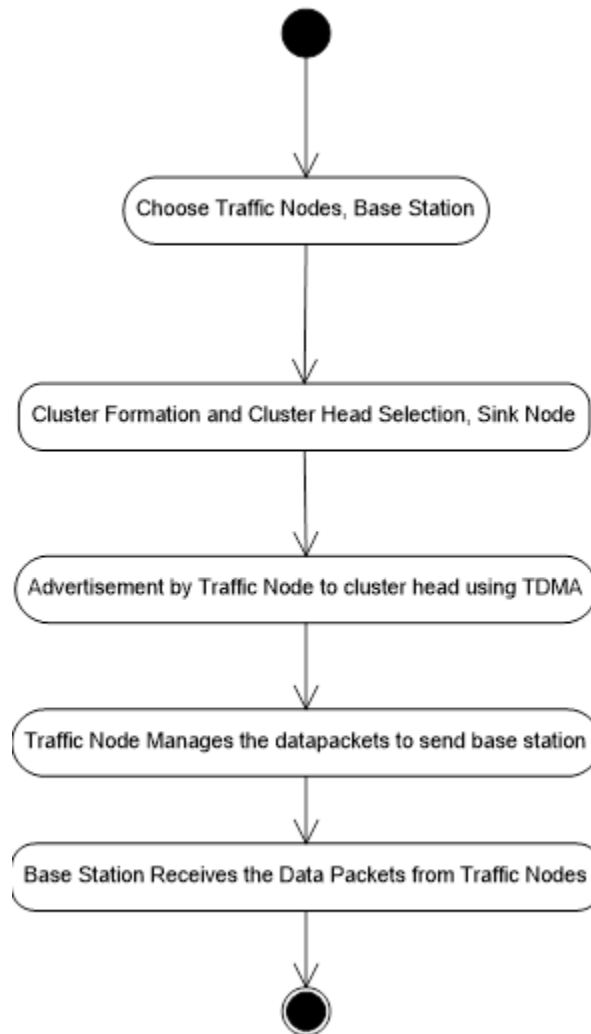 Choose Traffic Nodes, Base Station
Cluster Formation and Cluster Head Selection, Sink Node
Advertisement by Traffic Node to cluster head using TDMA
Traffic Node Manages the datapackets to send base station
Base Station Receives the Data Packets from Traffic Nodes